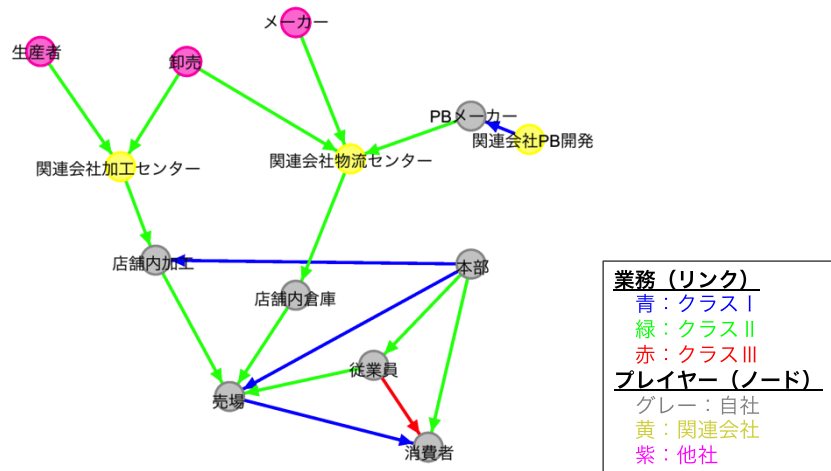 メーカー
生産者
卸売
PBメーカー
関連会社PB開発
関連会社加工センター
関連会社物流センター
店舗内加工
本部
店舗内倉庫
従業員
売場
消費者
業務（リンク）
青：クラスⅠ
緑：クラスⅡ
赤：クラスⅢ
プレイヤー（ノード）
グレー：自社
黄：関連会社
紫：他社